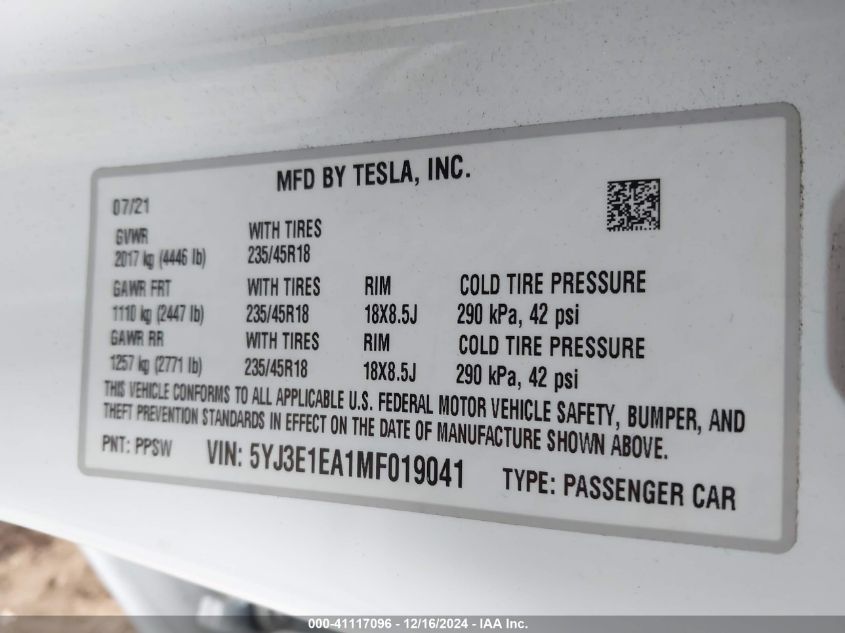 MFD BY TESLA, INC.
07/21
GVWR WITH TIRES
2017 kg (4446 lb) 235/45R18
GAWR FRT WITH TIRES RIM COLD TIRE PRESSURE
1110 kg (2447 lb) 235/45R18 18X8.5J 290 kPa, 42 psi
GAWR RR WITH TIRES RIM COLD TIRE PRESSURE
1257 kg (2771 lb) 235/45R18 18X8.5J 290 kPa, 42 psi
THIS VEHICLE CONFORMS TO ALL APPLICABLE U.S. FEDERAL MOTOR VEHICLE SAFETY, BUMPER, AND
THEFT PREVENTION STANDARDS IN EFFECT ON THE DATE OF MANUFACTURE SHOWN ABOVE.
PNT: PPSW VIN: 5YJ3E1EA1MF019041 TYPE: PASSENGER CAR
000-41117096 - 12/16/2024 - IAA Inc.